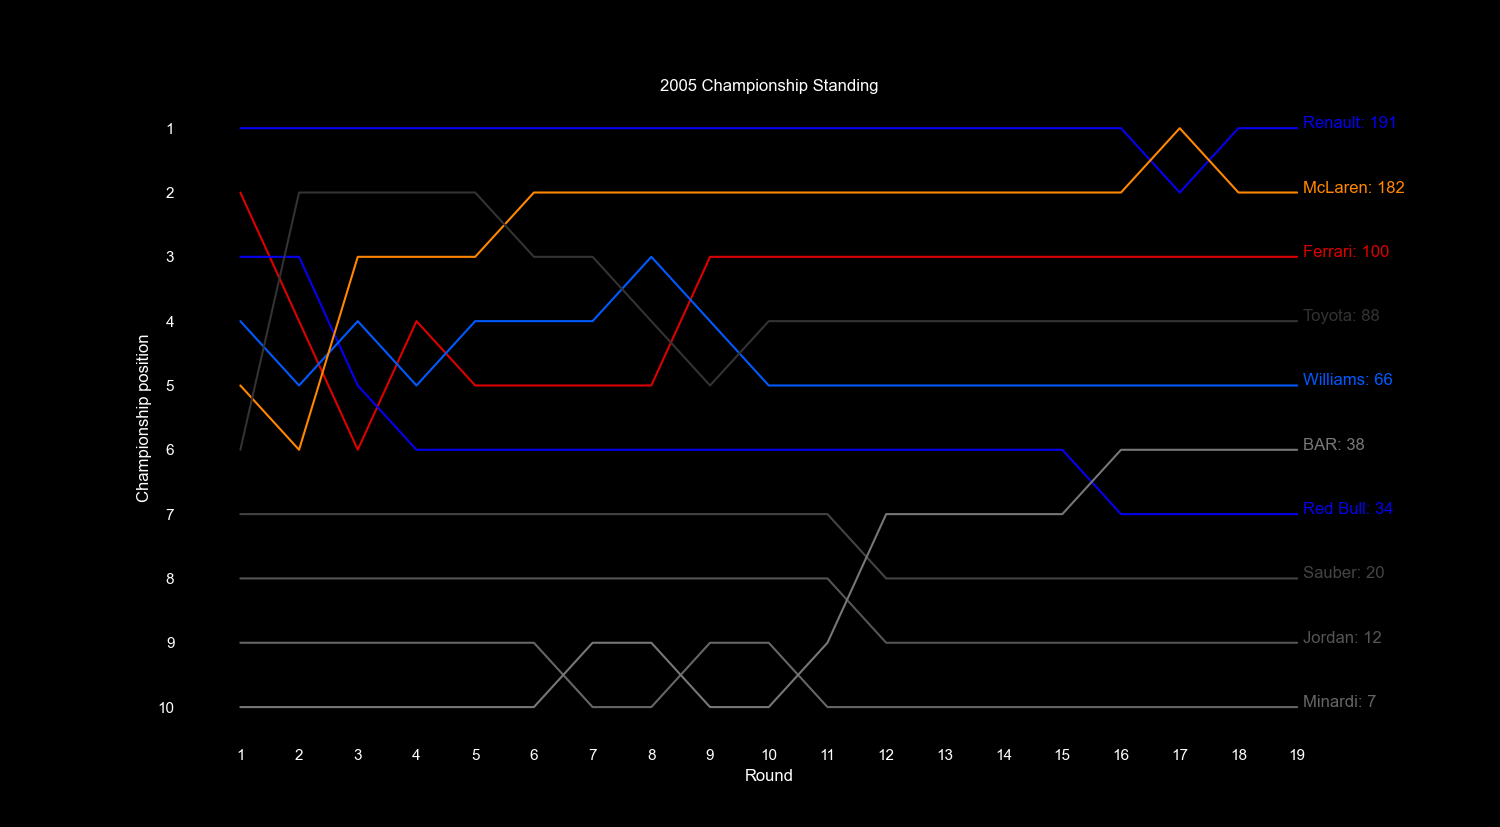 2005 Championship Standing
1
2
3
4
5
6
7
8
9
10
Championship position
Renault: 191
McLaren: 182
Ferrari: 100
Toyota: 88
Williams: 66
BAR: 38
Red Bull: 34
Sauber: 20
Jordan: 12
Minardi: 7
1 2 3 4 5 6 7 8 9 10 11 12 13 14 15 16 17 18 19
Round